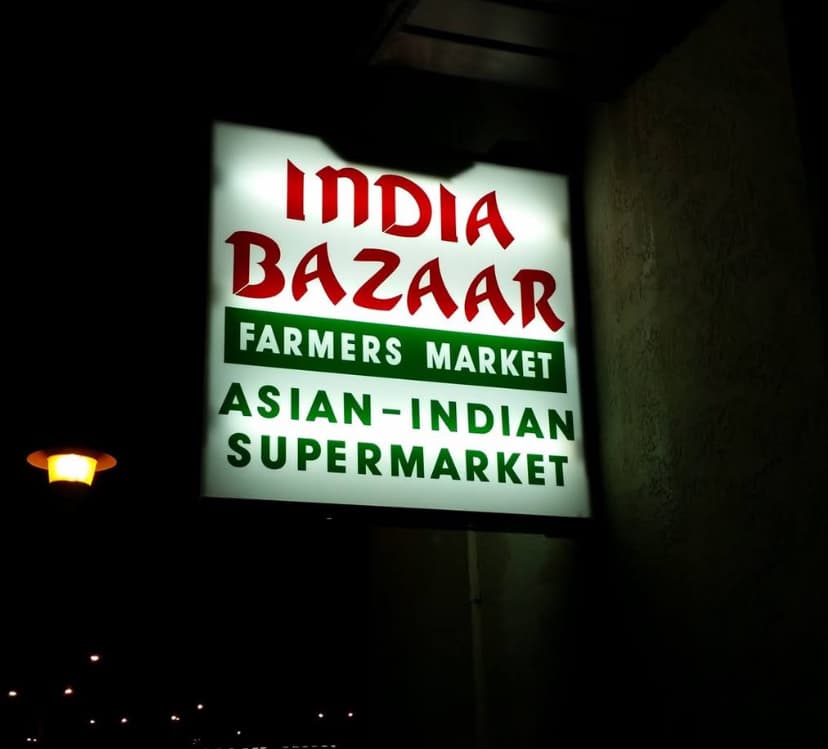 INDIA
BAZAAR
FARMERS MARKET
ASIAN-INDIAN
SUPERMARKET